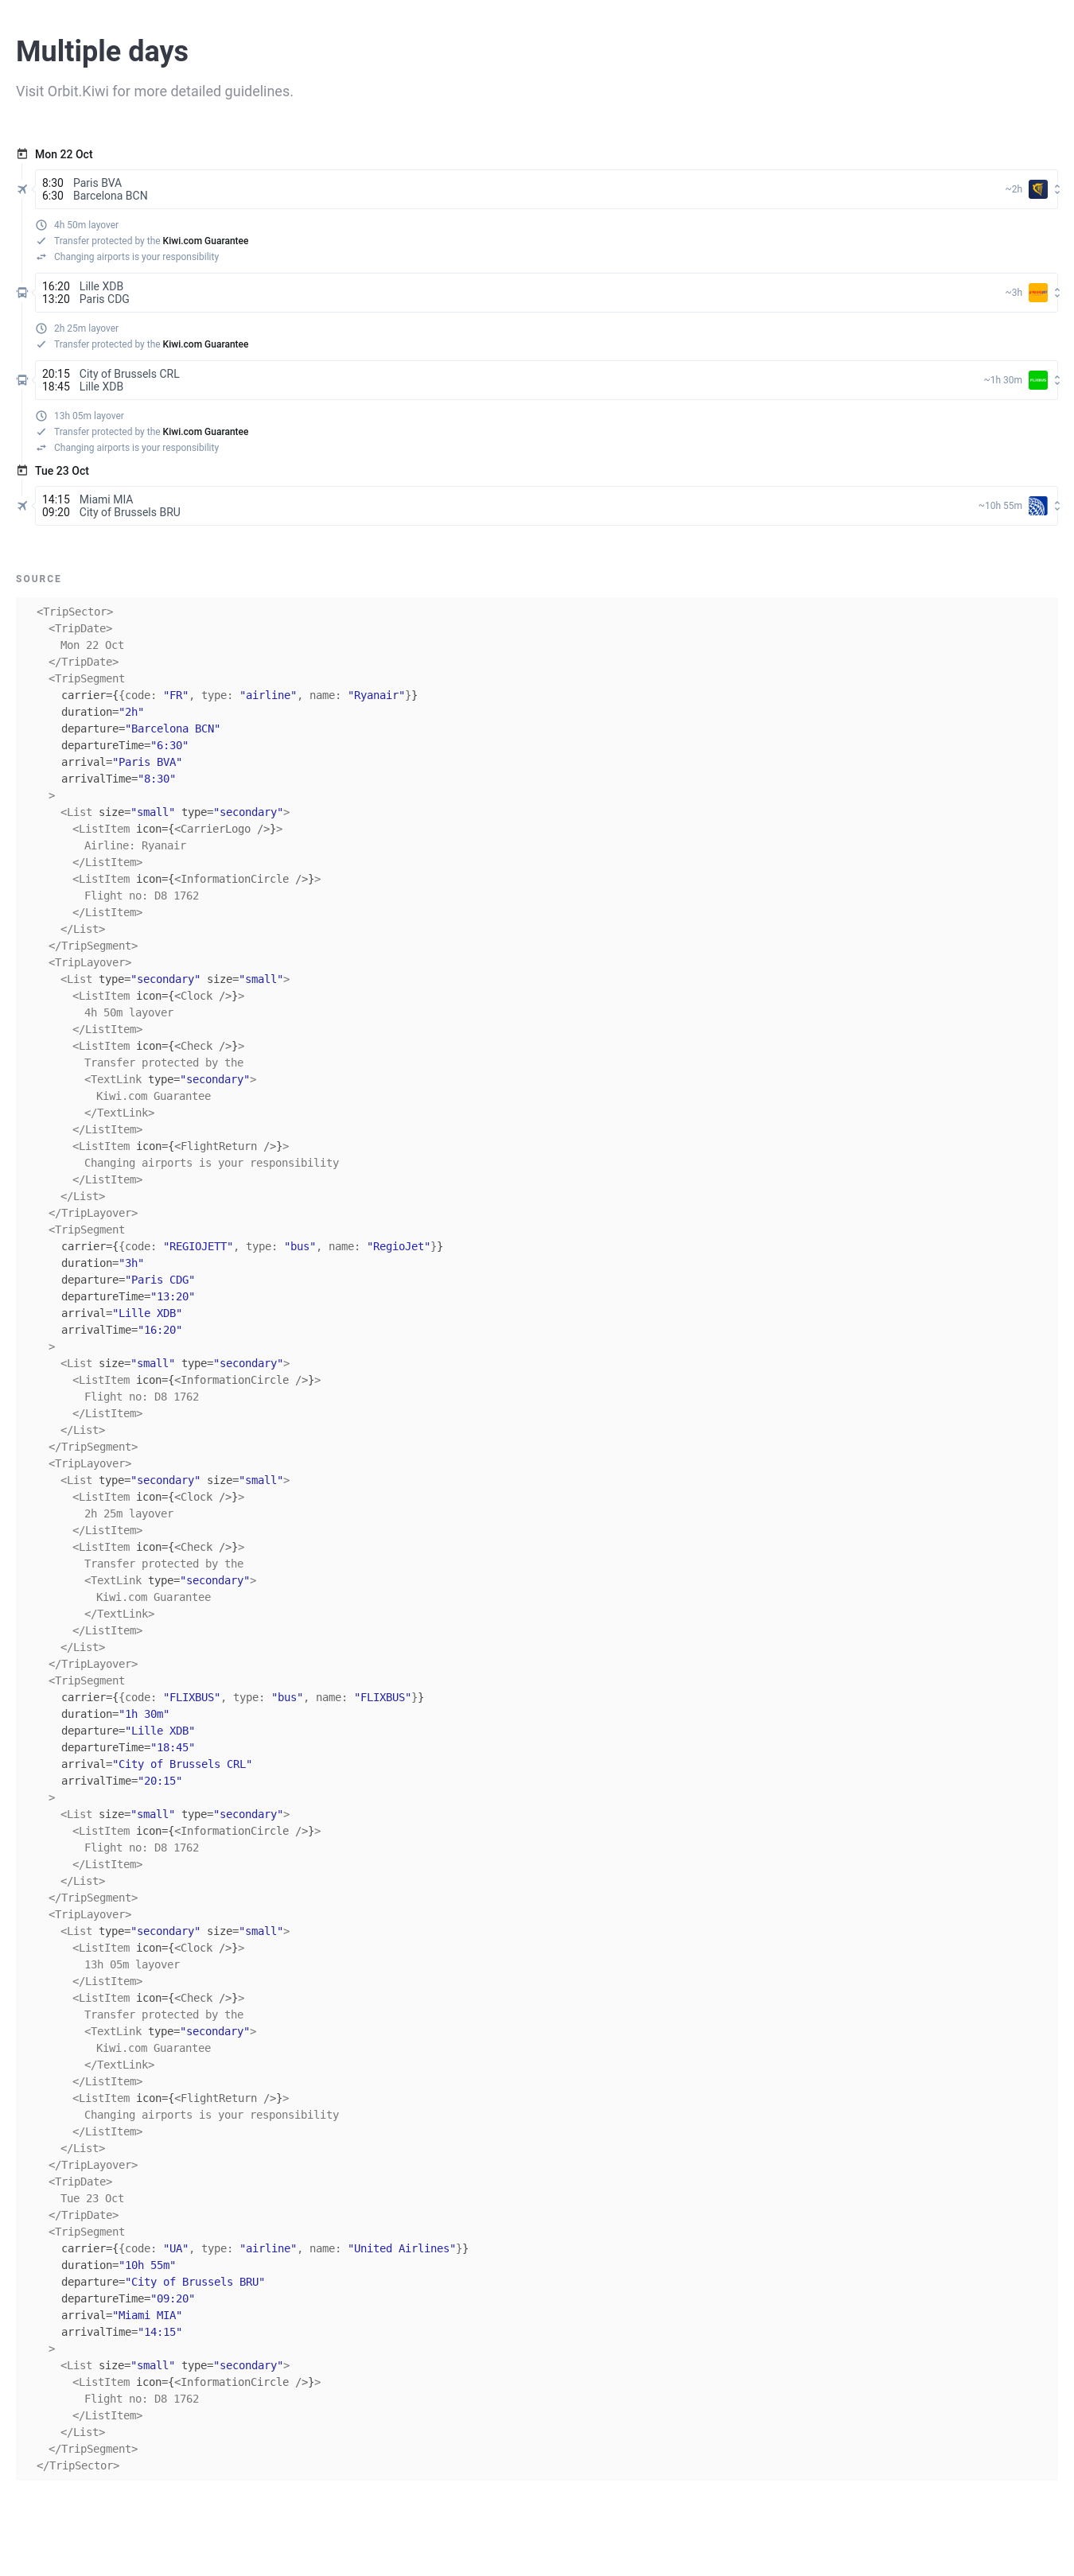 Multiple days
Visit Orbit.Kiwi for more detailed guidelines.
Mon 22 Oct
8:30 Paris BVA
6:30 Barcelona BCN
~2h
4h 50m layover
Transfer protected by the Kiwi.com Guarantee
Changing airports is your responsibility
16:20 Lille XDB
13:20 Paris CDG
~3h
2h 25m layover
Transfer protected by the Kiwi.com Guarantee
20:15 City of Brussels CRL
18:45 Lille XDB
~1h 30m
13h 05m layover
Transfer protected by the Kiwi.com Guarantee
Changing airports is your responsibility
Tue 23 Oct
14:15 Miami MIA
09:20 City of Brussels BRU
~10h 55m
SOURCE
<TripSector>
<TripDate>
Mon 22 Oct
</TripDate>
<TripSegment
carrier={{code: "FR", type: "airline", name: "Ryanair"}}
duration="2h"
departure="Barcelona BCN"
departureTime="6:30"
arrival="Paris BVA"
arrivalTime="8:30"
>
<List size="small" type="secondary">
<ListItem icon={<CarrierLogo />}>
Airline: Ryanair
</ListItem>
<ListItem icon={<InformationCircle />}>
Flight no: D8 1762
</ListItem>
</List>
</TripSegment>
<TripLayover>
<List type="secondary" size="small">
<ListItem icon={<Clock />}>
4h 50m layover
</ListItem>
<ListItem icon={<Check />}>
Transfer protected by the
<TextLink type="secondary">
Kiwi.com Guarantee
</TextLink>
</ListItem>
<ListItem icon={<FlightReturn />}>
Changing airports is your responsibility
</ListItem>
</List>
</TripLayover>
<TripSegment
carrier={{code: "REGIOJETT", type: "bus", name: "RegioJet"}}
duration="3h"
departure="Paris CDG"
departureTime="13:20"
arrival="Lille XDB"
arrivalTime="16:20"
>
<List size="small" type="secondary">
<ListItem icon={<InformationCircle />}>
Flight no: D8 1762
</ListItem>
</List>
</TripSegment>
<TripLayover>
<List type="secondary" size="small">
<ListItem icon={<Clock />}>
2h 25m layover
</ListItem>
<ListItem icon={<Check />}>
Transfer protected by the
<TextLink type="secondary">
Kiwi.com Guarantee
</TextLink>
</ListItem>
</List>
</TripLayover>
<TripSegment
carrier={{code: "FLIXBUS", type: "bus", name: "FLIXBUS"}}
duration="1h 30m"
departure="Lille XDB"
departureTime="18:45"
arrival="City of Brussels CRL"
arrivalTime="20:15"
>
<List size="small" type="secondary">
<ListItem icon={<InformationCircle />}>
Flight no: D8 1762
</ListItem>
</List>
</TripSegment>
<TripLayover>
<List type="secondary" size="small">
<ListItem icon={<Clock />}>
13h 05m layover
</ListItem>
<ListItem icon={<Check />}>
Transfer protected by the
<TextLink type="secondary">
Kiwi.com Guarantee
</TextLink>
</ListItem>
<ListItem icon={<FlightReturn />}>
Changing airports is your responsibility
</ListItem>
</List>
</TripLayover>
<TripDate>
Tue 23 Oct
</TripDate>
<TripSegment
carrier={{code: "UA", type: "airline", name: "United Airlines"}}
duration="10h 55m"
departure="City of Brussels BRU"
departureTime="09:20"
arrival="Miami MIA"
arrivalTime="14:15"
>
<List size="small" type="secondary">
<ListItem icon={<InformationCircle />}>
Flight no: D8 1762
</ListItem>
</List>
</TripSegment>
</TripSector>